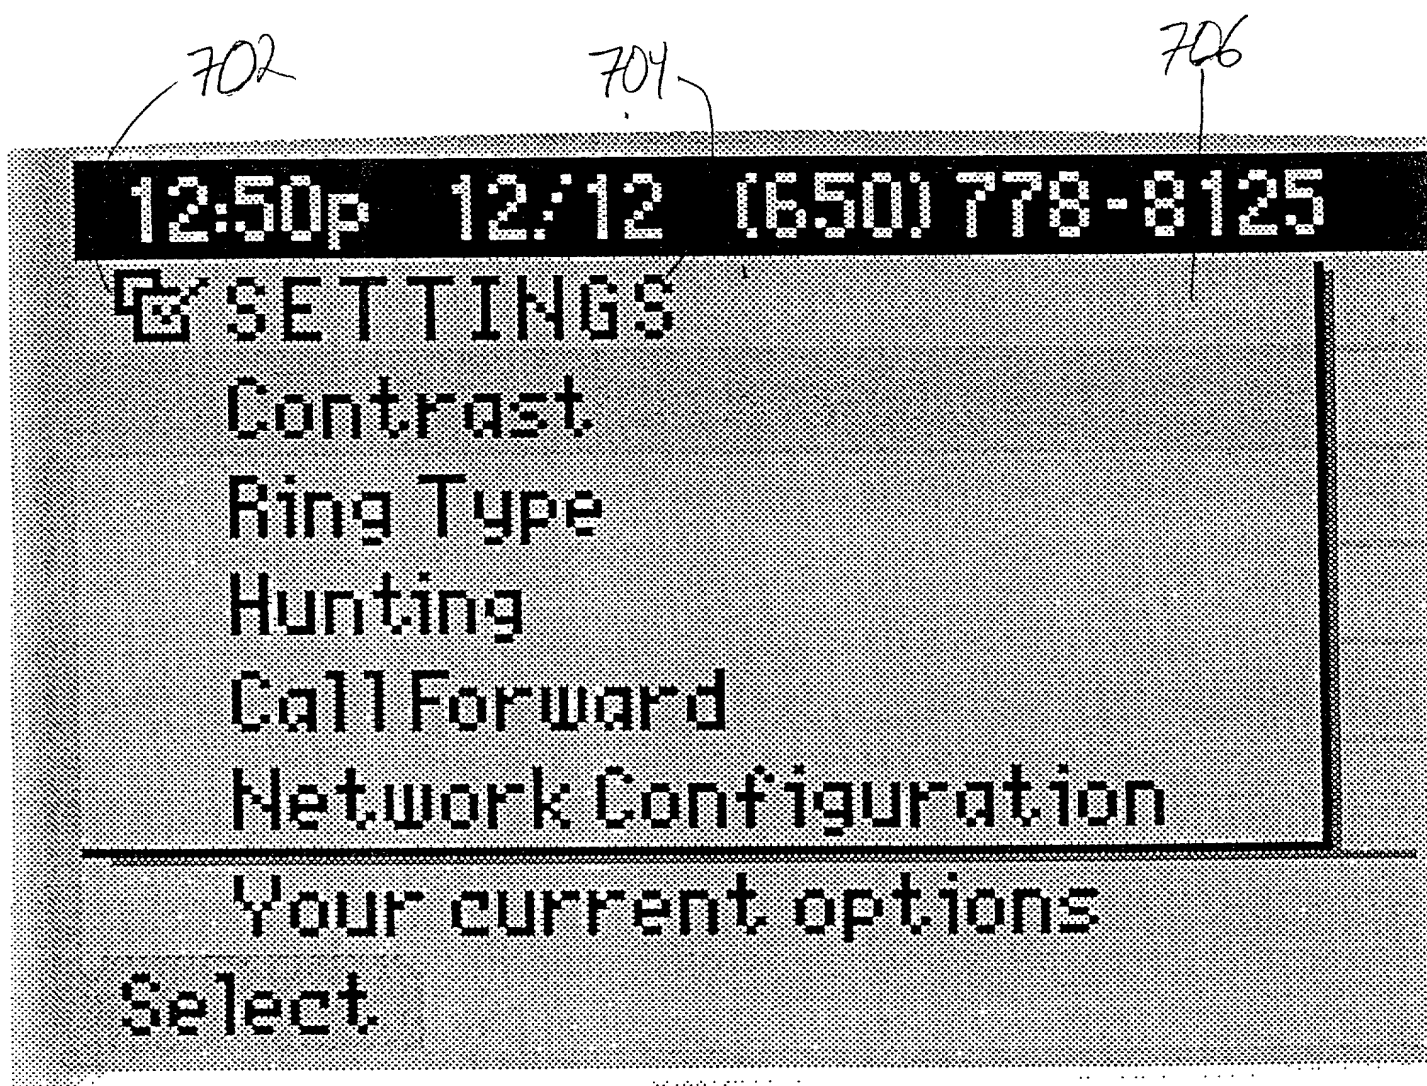 702 704 706
12:50p 12/12 (650) 778-8125
SETTINGS
Contrast
Ring Type
Hunting
Call Forward
Network Configuration
Your current options
Select